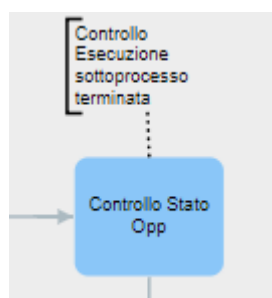 Controllo
Esecuzione
sottoprocesso
terminata
Controllo Stato
Opp